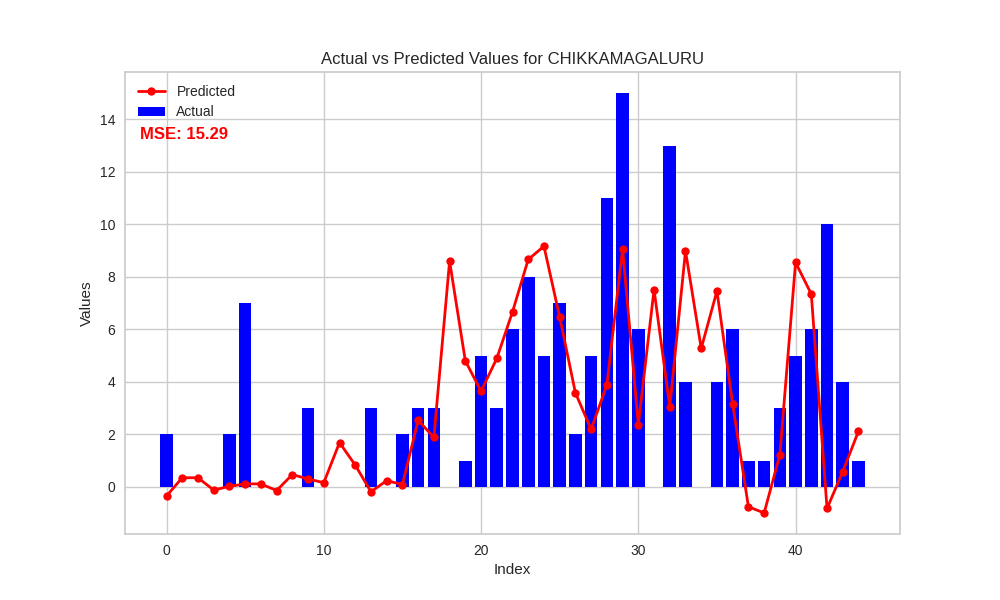 Actual vs Predicted Values for CHIKKAMAGALURU
Predicted
Actual
MSE: 15.29
14
12
10
8
6
4
2
0
Values
0 10 20 30 40
Index